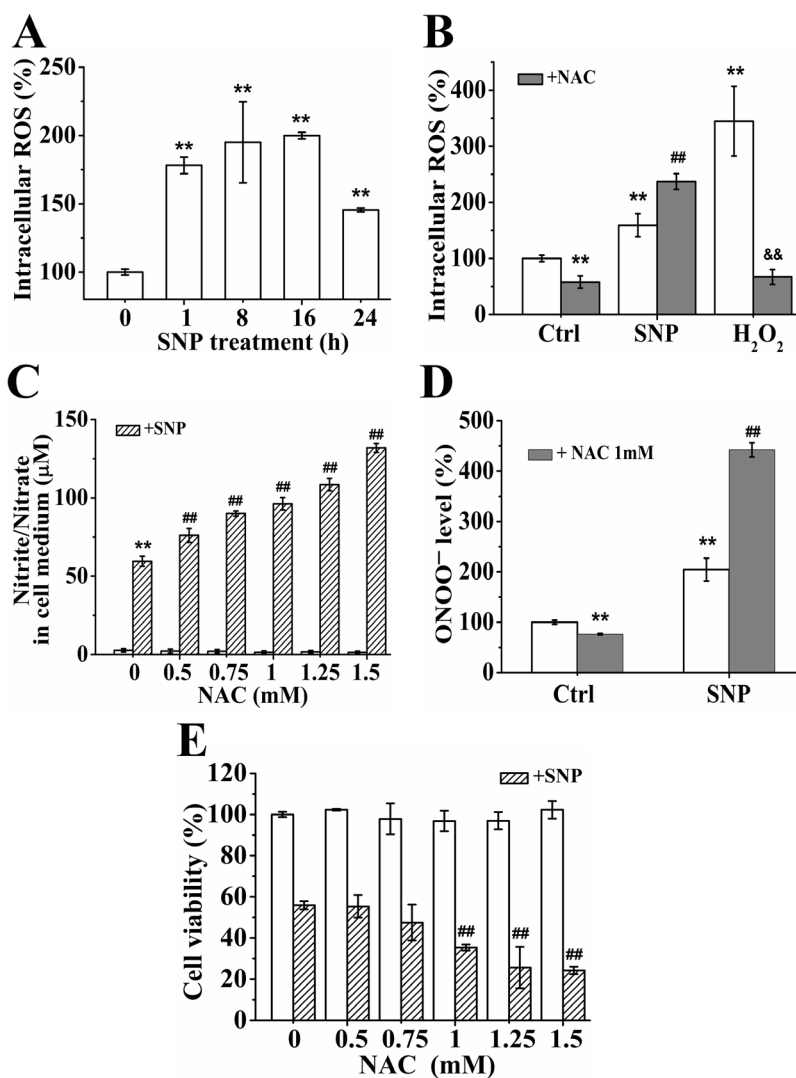 A
Intracellular ROS (%)
250
200
150
100
**
**
**
**
0 1 8 16 24
SNP treatment (h)
B
Intracellular ROS (%)
400
300
200
100
0
+NAC
**
**
##
**
&&
Ctrl SNP H₂O₂
C
Nitrite/Nitrate
in cell medium (μM)
150
100
50
0
+SNP
**
##
##
##
##
##
0 0.5 0.75 1 1.25 1.5
NAC (mM)
D
ONOO⁻ level (%)
500
400
300
200
100
0
+ NAC 1mM
**
**
##
Ctrl SNP
E
Cell viability (%)
120
100
80
60
40
20
0
+SNP
##
##
##
0 0.5 0.75 1 1.25 1.5
NAC (mM)